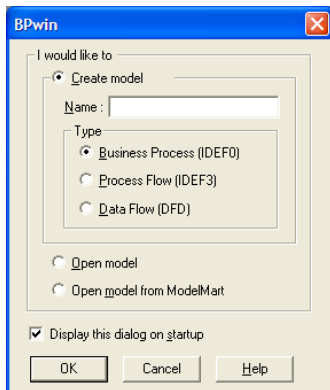 BPwin
I would like to
Create model
Name :
Type
Business Process (IDEF0)
Process Flow (IDEF3)
Data Flow (DFD)
Open model
Open model from ModelMart
Display this dialog on startup
OK Cancel Help